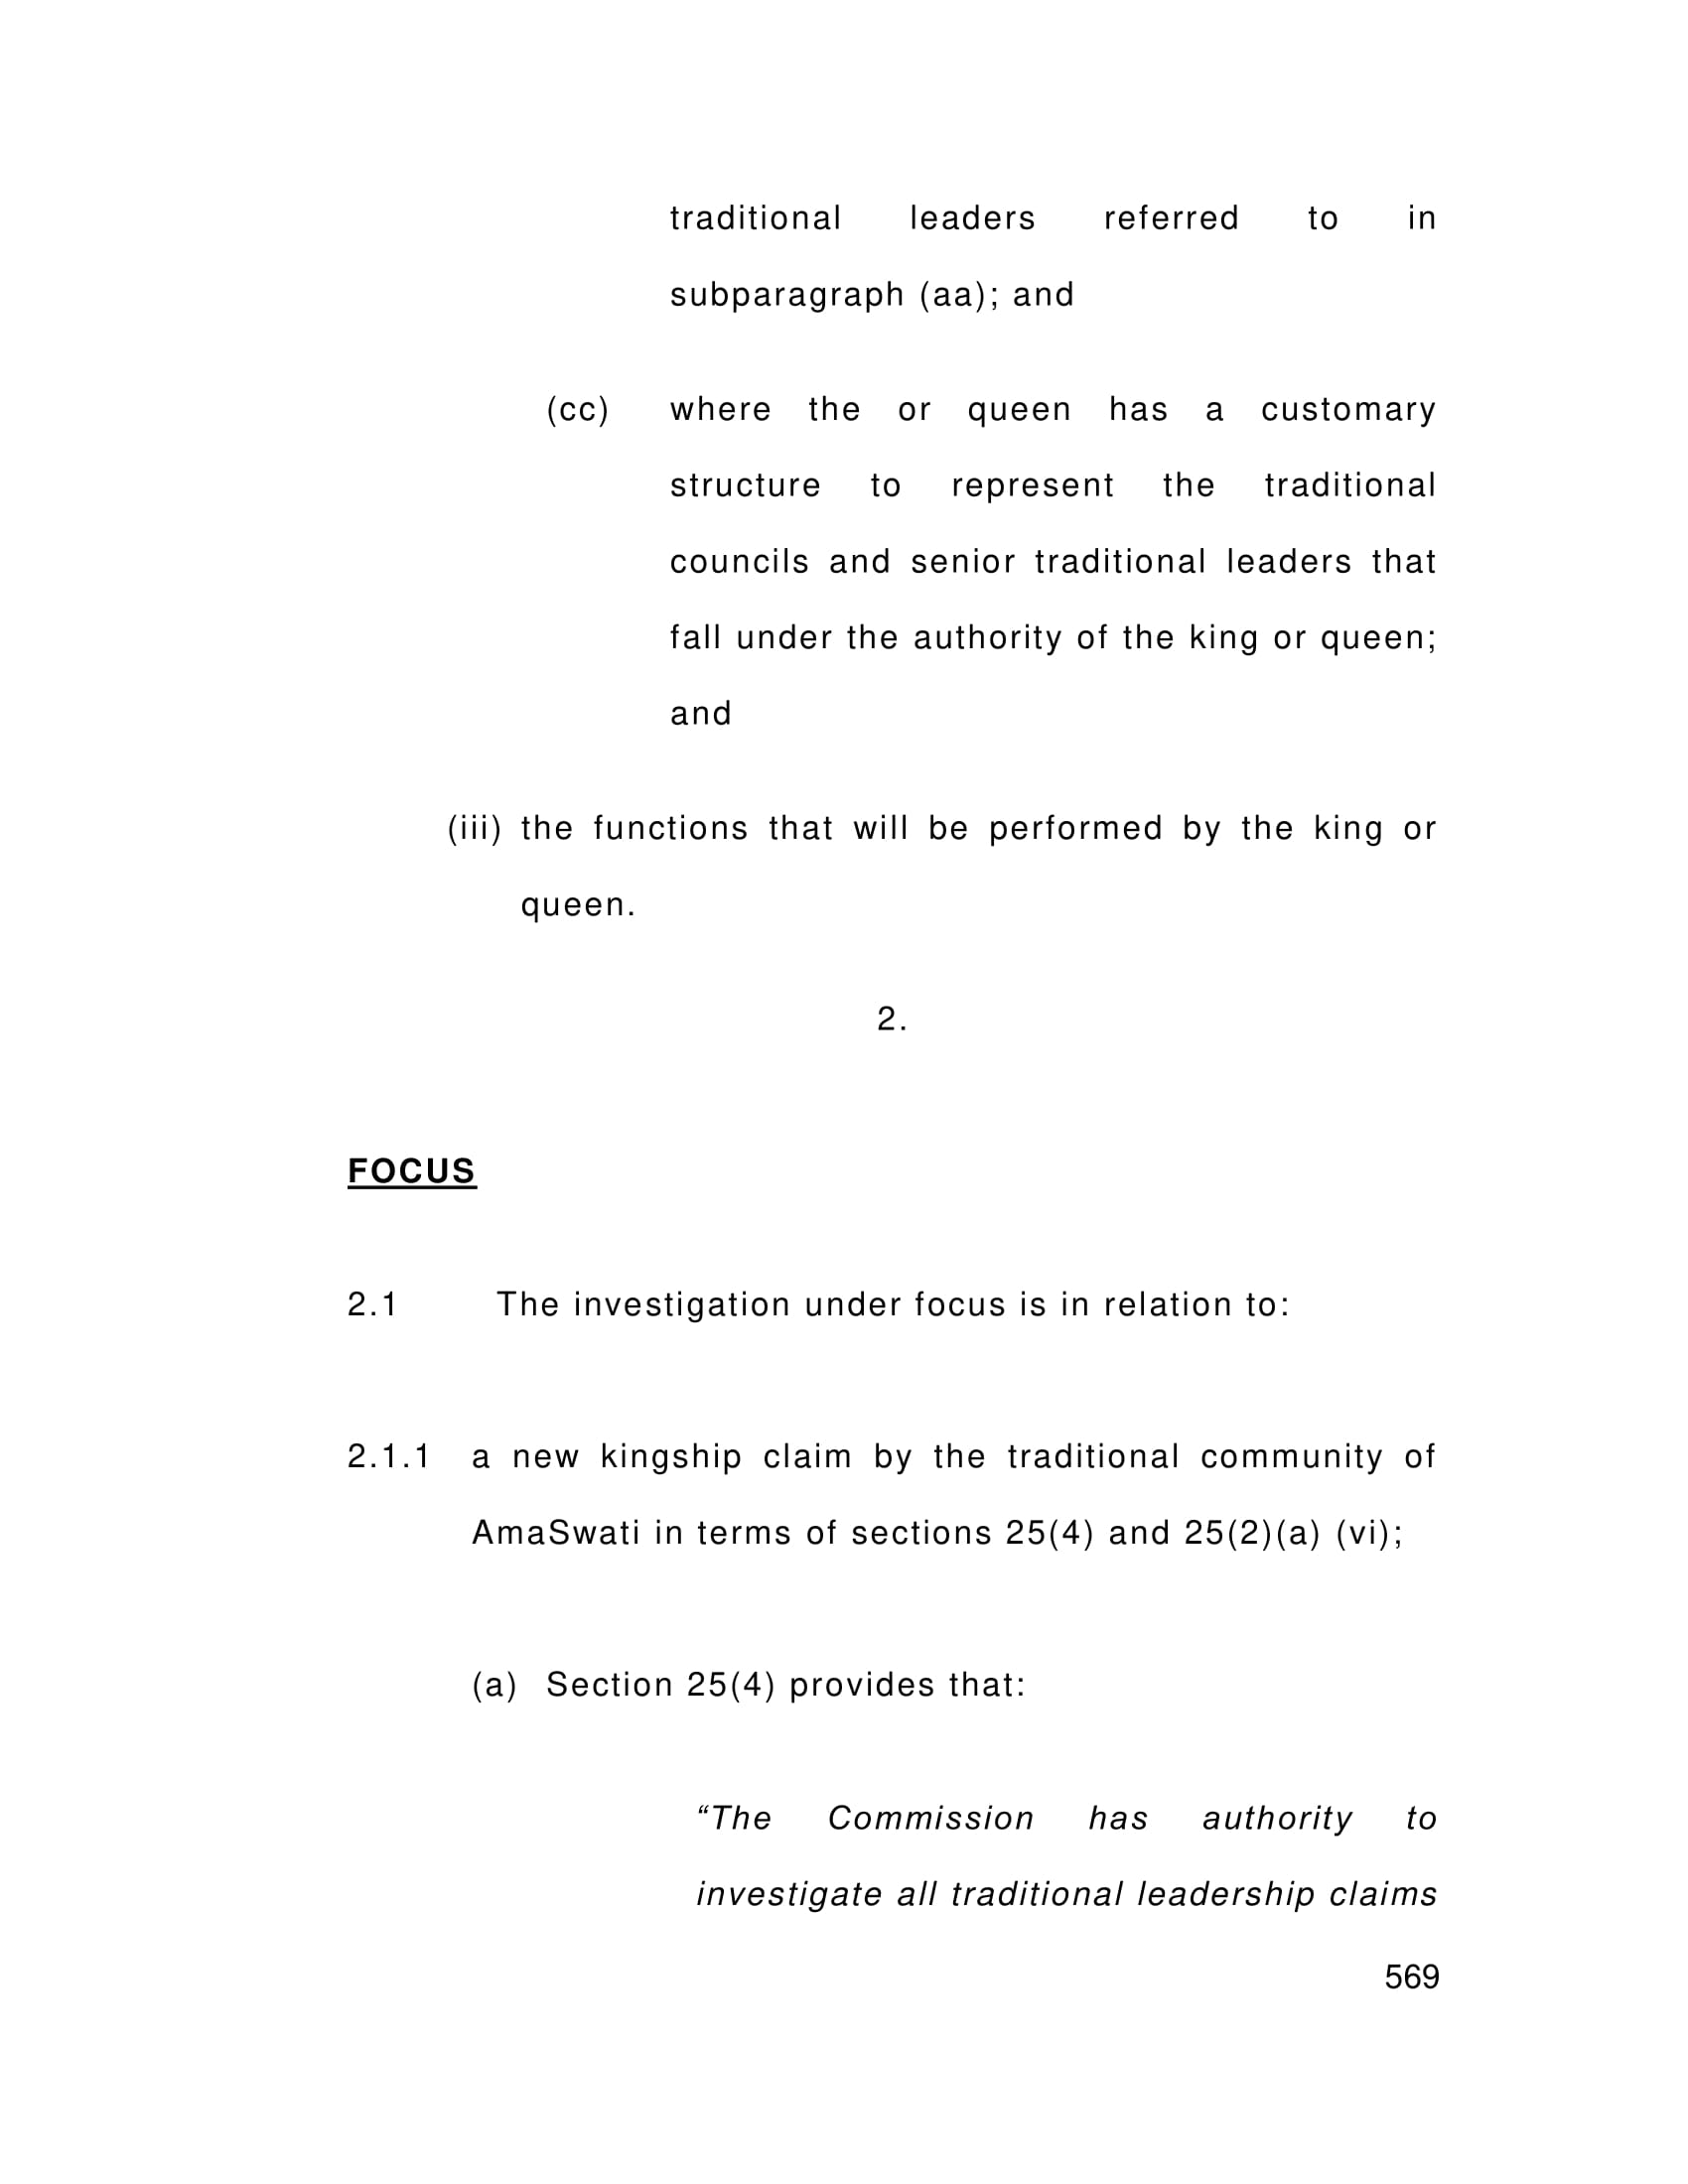 traditional leaders referred to in
subparagraph (aa); and
(cc) where the or queen has a customary
structure to represent the traditional
councils and senior traditional leaders that
fall under the authority of the king or queen;
and
(iii) the functions that will be performed by the king or
queen.
2.
FOCUS
2.1 The investigation under focus is in relation to:
2.1.1 a new kingship claim by the traditional community of
AmaSwati in terms of sections 25(4) and 25(2)(a) (vi);
(a) Section 25(4) provides that:
“The Commission has authority to
investigate all traditional leadership claims
569